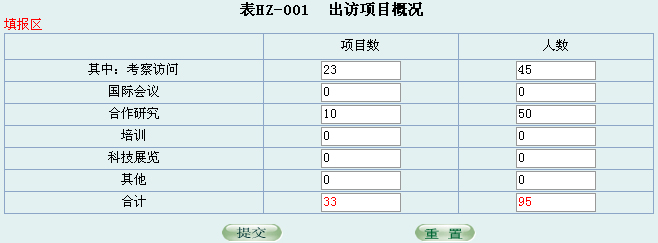 表HZ-001 出访项目概况
填报区
项目数 人数
其中：考察访问 23 45
国际会议 0 0
合作研究 10 50
培训 0 0
科技展览 0 0
其他 0 0
合计 33 95
提交 重置